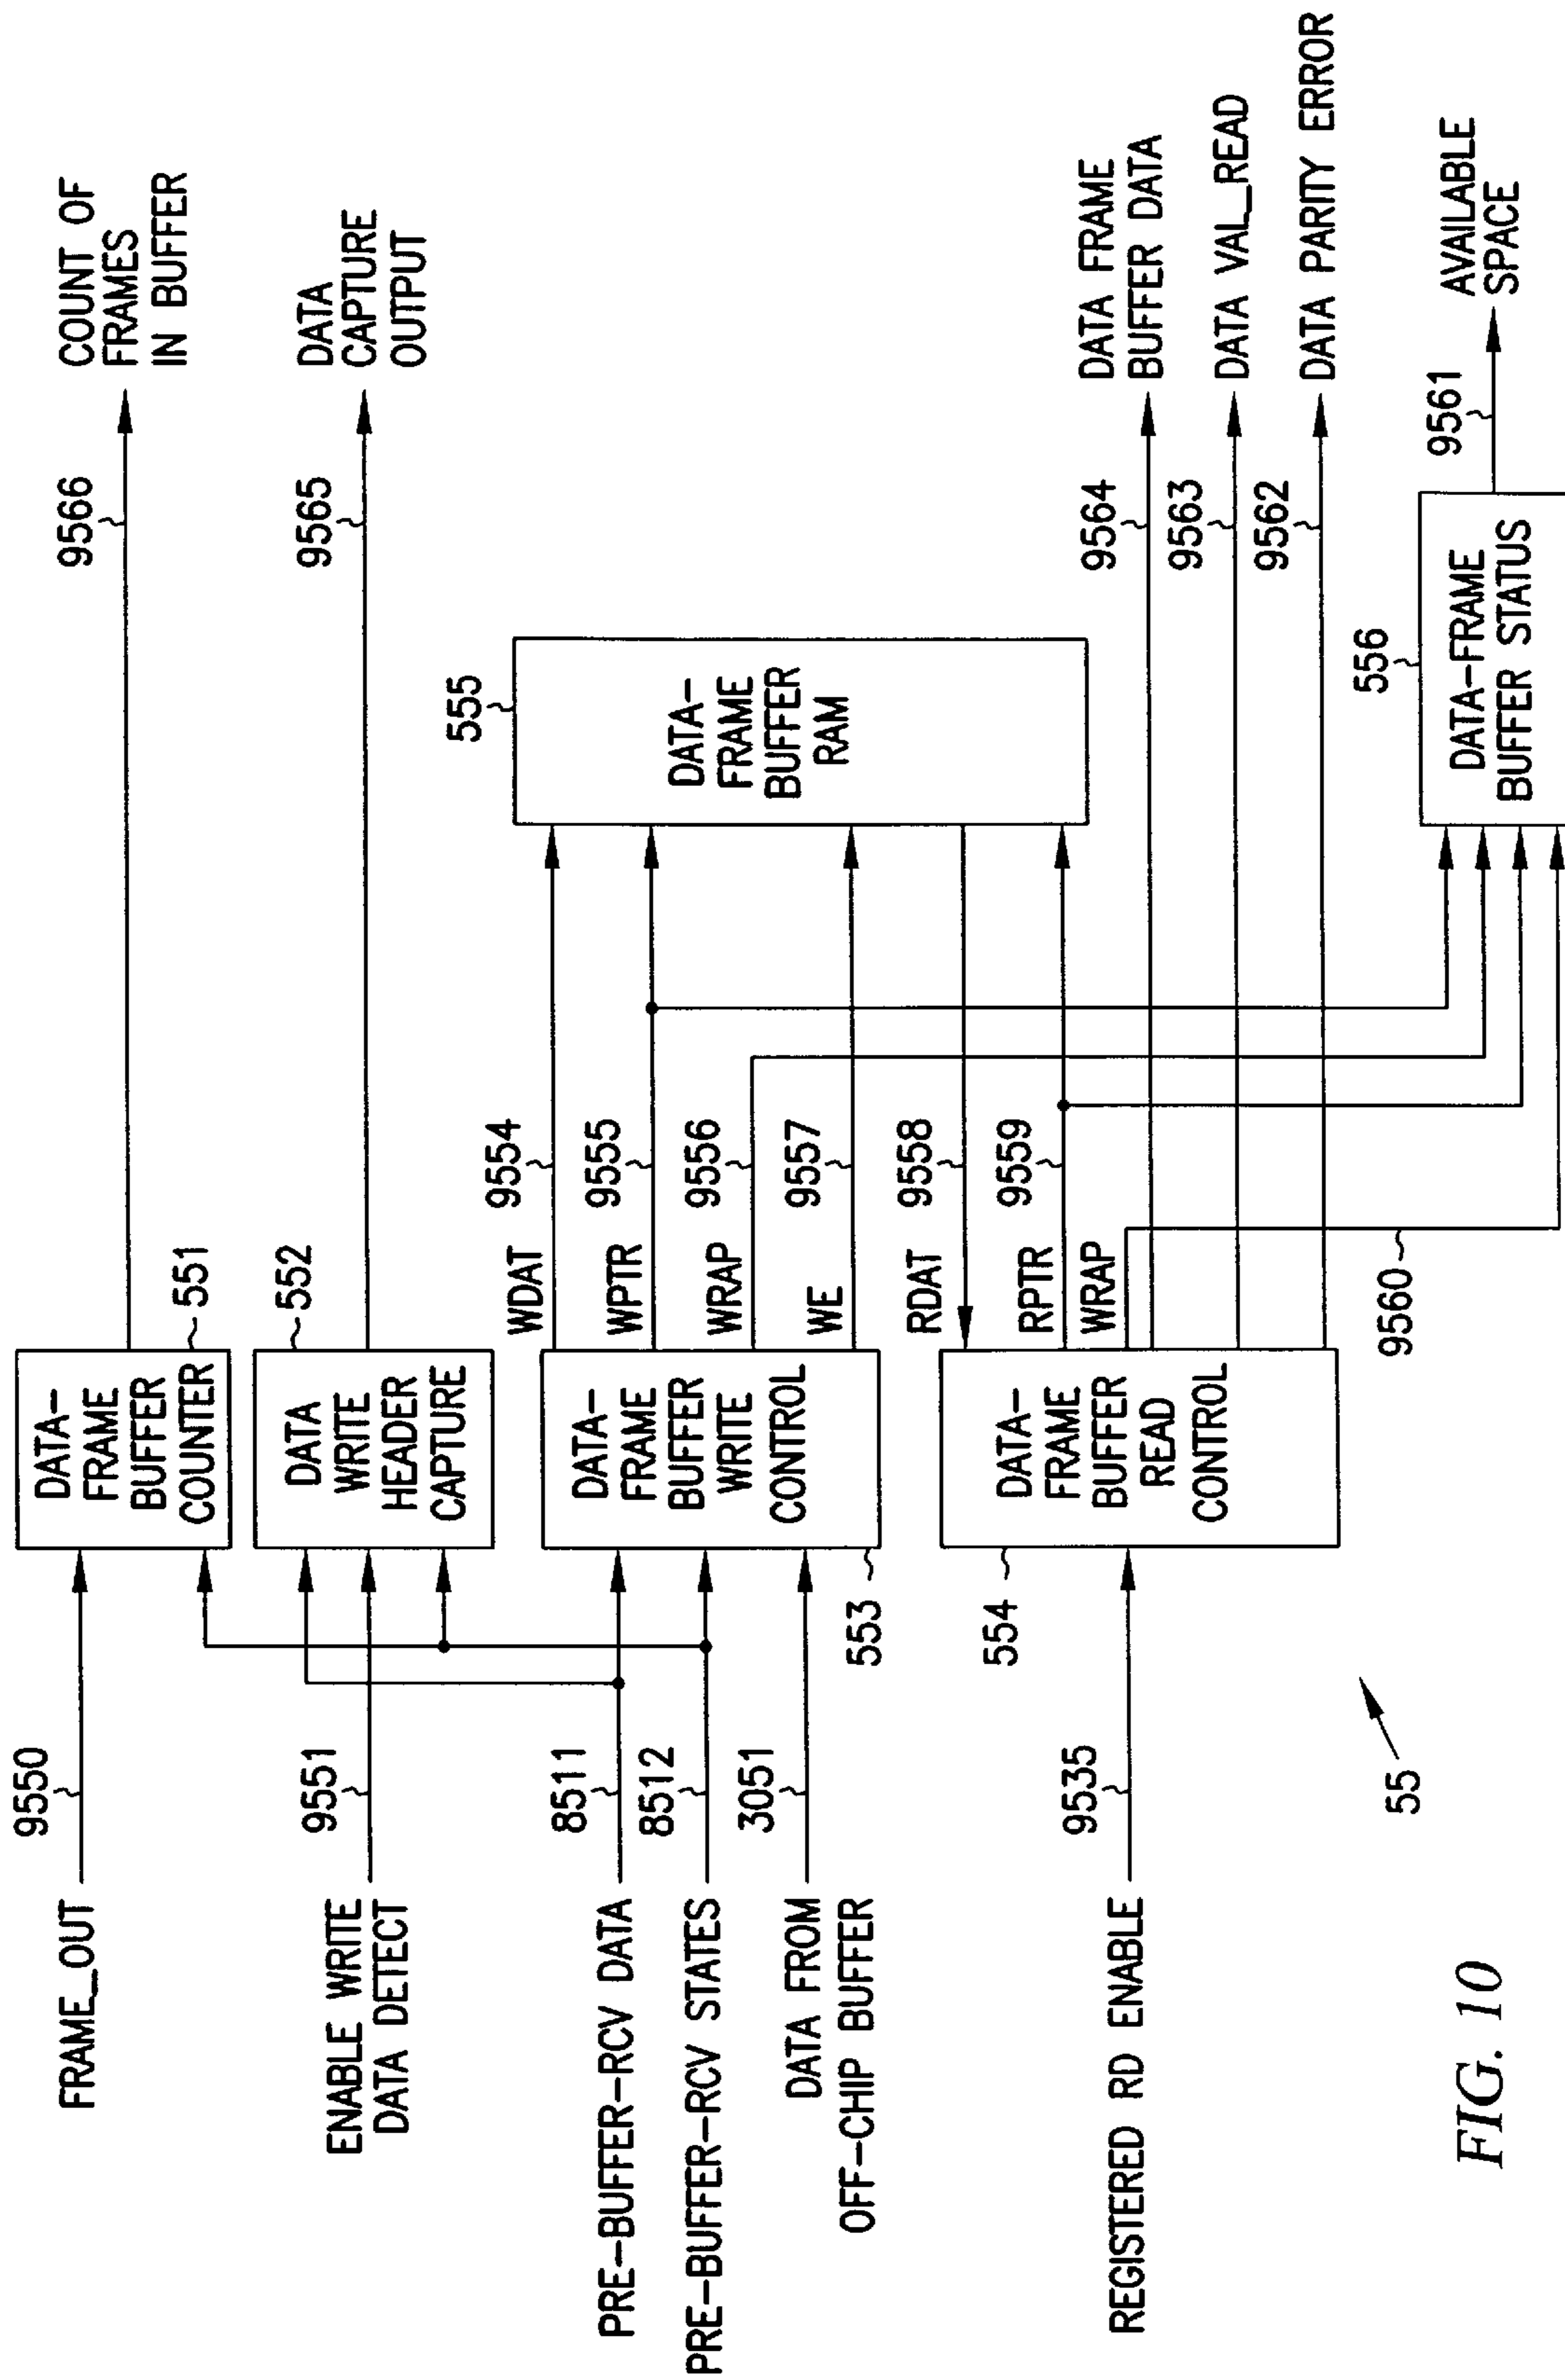 FRAME_OUT
9550
DATA-
FRAME
BUFFER
COUNTER
551
9566
COUNT OF
FRAMES
IN BUFFER
ENABLE WRITE
DATA DETECT
9551
DATA
WRITE
HEADER
CAPTURE
552
9565
DATA
CAPTURE
OUTPUT
PRE-BUFFER-RCV DATA
8511
PRE-BUFFER-RCV STATES
8512
DATA FROM
OFF-CHIP BUFFER
3051
DATA-
FRAME
BUFFER
WRITE
CONTROL
553
WDAT
9554
WPTR
9555
WRAP
9556
WE
9557
555
DATA-
FRAME
BUFFER
RAM
REGISTERED RD ENABLE
9535
554
DATA-
FRAME
BUFFER
READ
CONTROL
RDAT
9558
RPTR
9559
WRAP
9560
9564
DATA FRAME
BUFFER DATA
9563
DATA VAL_READ
9562
DATA PARITY ERROR
556
DATA-FRAME
BUFFER STATUS
9561
AVAILABLE
SPACE
55
FIG. 10